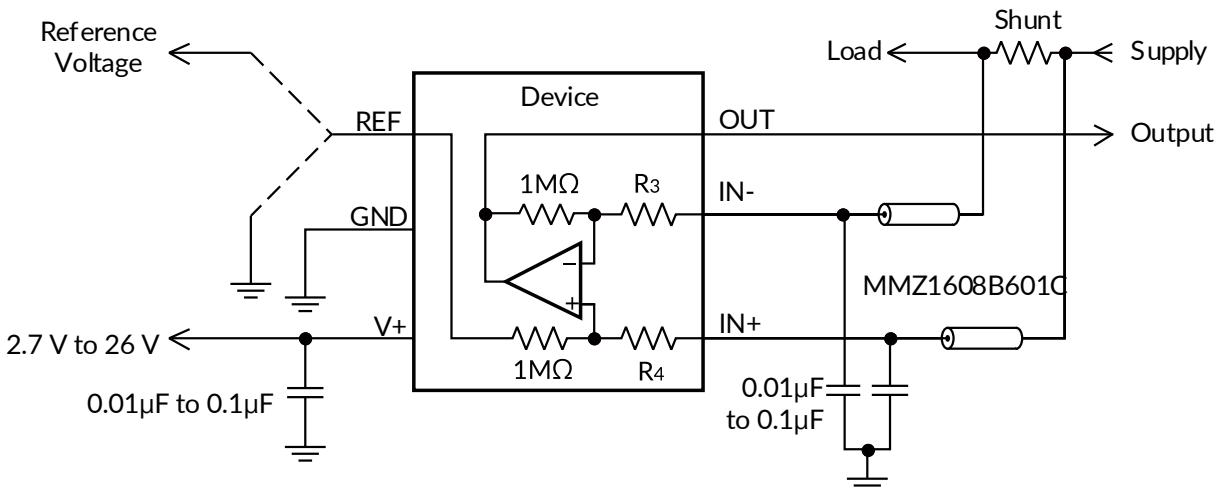 Shunt
Reference
Voltage
Load
Supply
Device
REF
OUT
Output
1MΩ
R3
IN-
GND
−
MMZ1608B601C
+
V+
IN+
2.7 V to 26 V
1MΩ
R4
0.01µF to 0.1µF
0.01µF
to 0.1µF